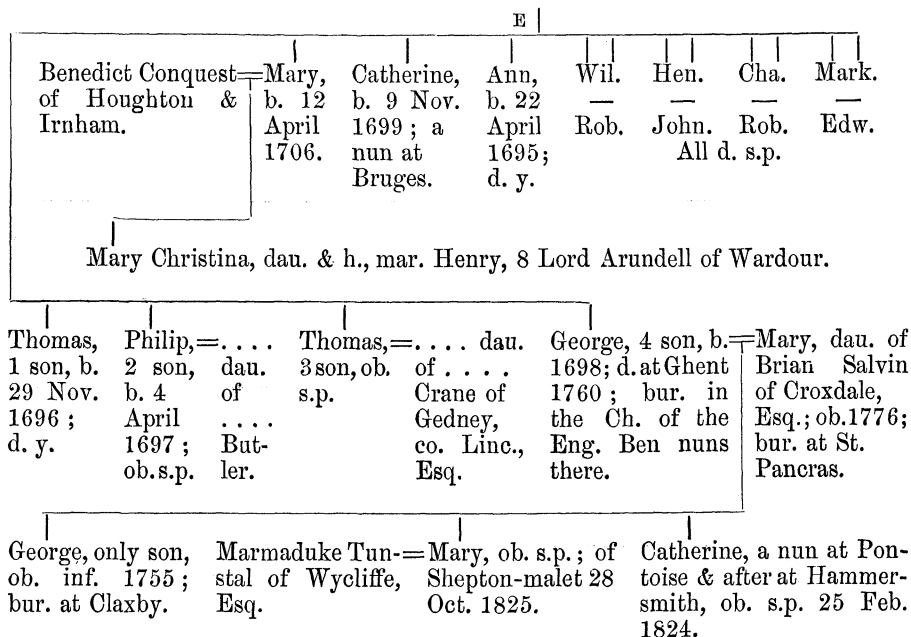 E
Benedict Conquest=Mary,
of Houghton &
Irnham.
b. 12
April
1706.
Catherine,
b. 9 Nov.
1699; a
nun at
Bruges.
Ann,
b. 22
April
1695;
d. y.
Wil.
—
Rob.
Hen.
—
John.
Cha.
—
Rob.
Mark.
—
Edw.
All d. s.p.
Mary Christina, dau. & h., mar. Henry, 8 Lord Arundell of Wardour.
Thomas,
1 son, b.
29 Nov.
1696;
d. y.
Philip,=. . . .
2 son,
b. 4
April
1697;
ob. s.p.
dau.
of
. . . .
But-
ler.
Thomas,=. . . . dau.
3 son, ob.
s.p.
of . . . .
Crane of
Gedney,
co. Linc.,
Esq.
George, 4 son, b.=Mary, dau. of
1698; d. at Ghent
1760; bur. in
the Ch. of the
Eng. Ben nuns
there.
Brian Salvin
of Croxdale,
Esq.; ob. 1776;
bur. at St.
Pancras.
George, only son,
ob. inf. 1755;
bur. at Claxby.
Marmaduke Tun-=Mary, ob. s.p.; of
stal of Wycliffe,
Esq.
Shepton-malet 28
Oct. 1825.
Catherine, a nun at Pon-
toise & after at Hammer-
smith, ob. s.p. 25 Feb.
1824.